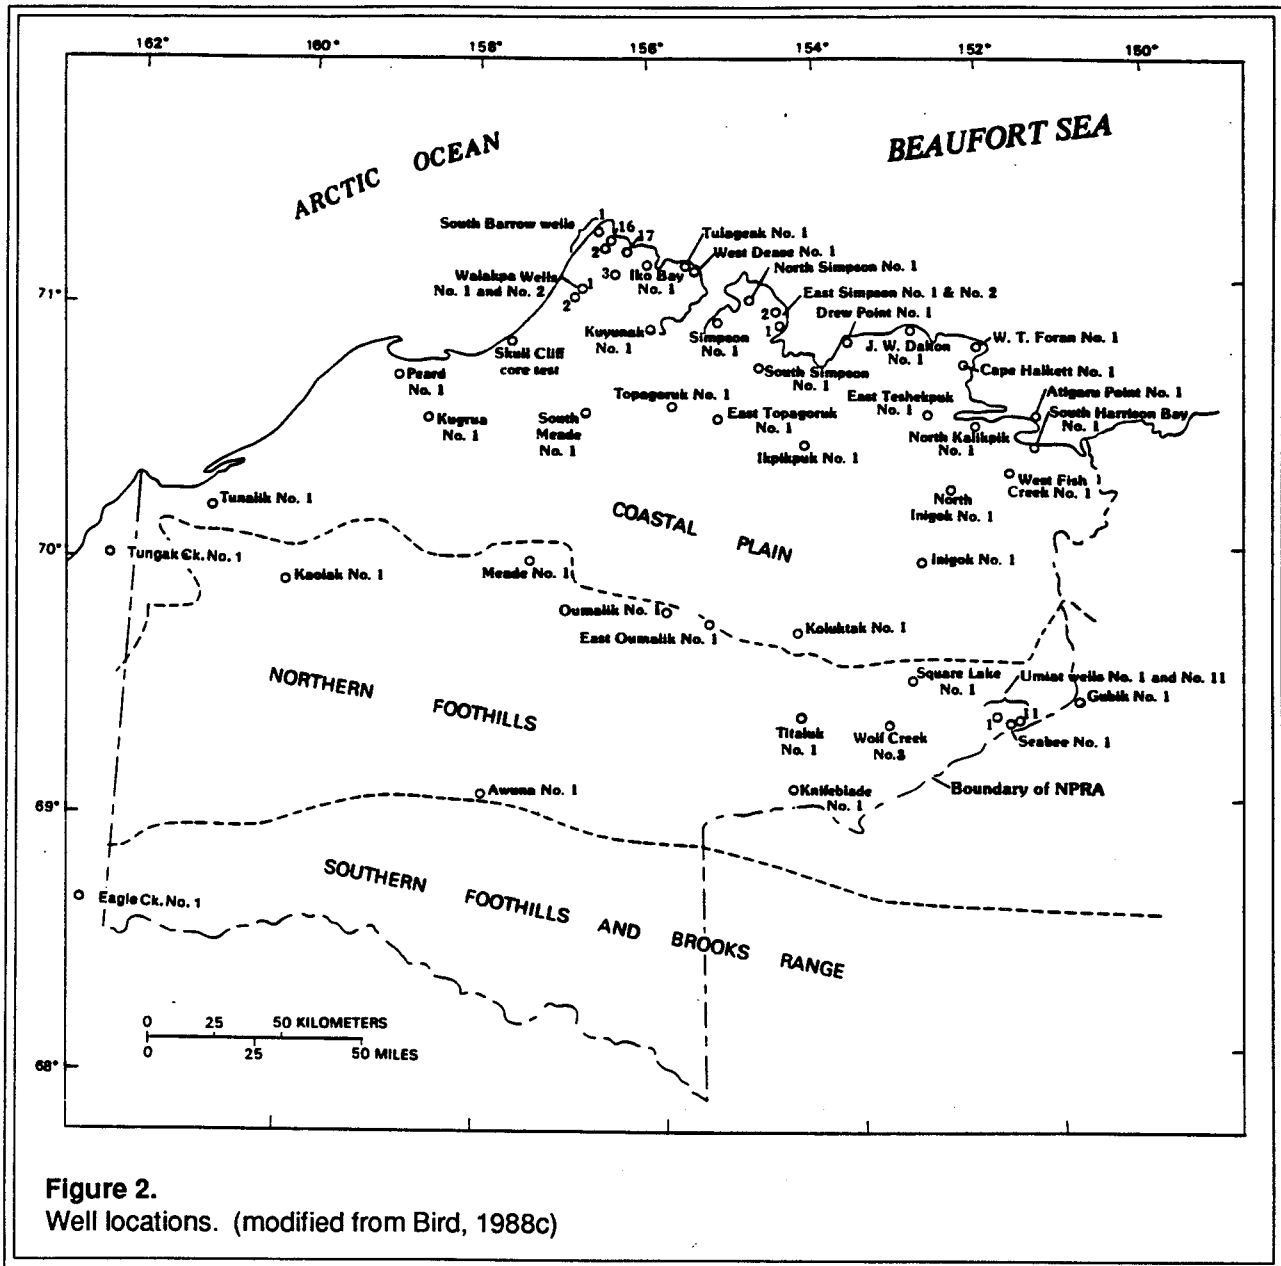 162°
160°
158°
156°
154°
152°
150°
ARCTIC OCEAN
BEAUFORT SEA
South Barrow wells
1
16
17
2
3
Tulageak No. 1
West Dease No. 1
North Simpson No. 1
Iko Bay
No. 1
Walakpa Wells
No. 1 and No. 2
1
2
71°
East Simpson No. 1 & No. 2
2
1
Drew Point No. 1
Kuyunak
No. 1
Simpson
No. 1
J. W. Dalton
No. 1
W. T. Foran No. 1
Skull Cliff
core test
South Simpson
No. 1
Cape Halkett No. 1
Peard
No. 1
Topagoruk No. 1
East Teshekpuk
No. 1
Atigaru Point No. 1
South Harrison Bay
No. 1
Kugrua
No. 1
South
Meade
No. 1
East Topagoruk
No. 1
North Kalikpik
No. 1
Ikpikpuk No. 1
West Fish
Creek No. 1
North
Inigok No. 1
Tunalik No. 1
COASTAL PLAIN
70°
Tungak Ck. No. 1
Kaolak No. 1
Meade No. 1
Inigok No. 1
Oumalik No. 1
East Oumalik No. 1
Koluktak No. 1
NORTHERN FOOTHILLS
Square Lake
No. 1
Umiat wells No. 1 and No. 11
Gubik No. 1
1
11
Titaluk
No. 1
Wolf Creek
No. 3
Seabee No. 1
Awuna No. 1
Knifeblade
No. 1
Boundary of NPRA
69°
SOUTHERN FOOTHILLS AND BROOKS RANGE
Eagle Ck. No. 1
0 25 50 KILOMETERS
0 25 50 MILES
68°
Figure 2.
Well locations. (modified from Bird, 1988c)